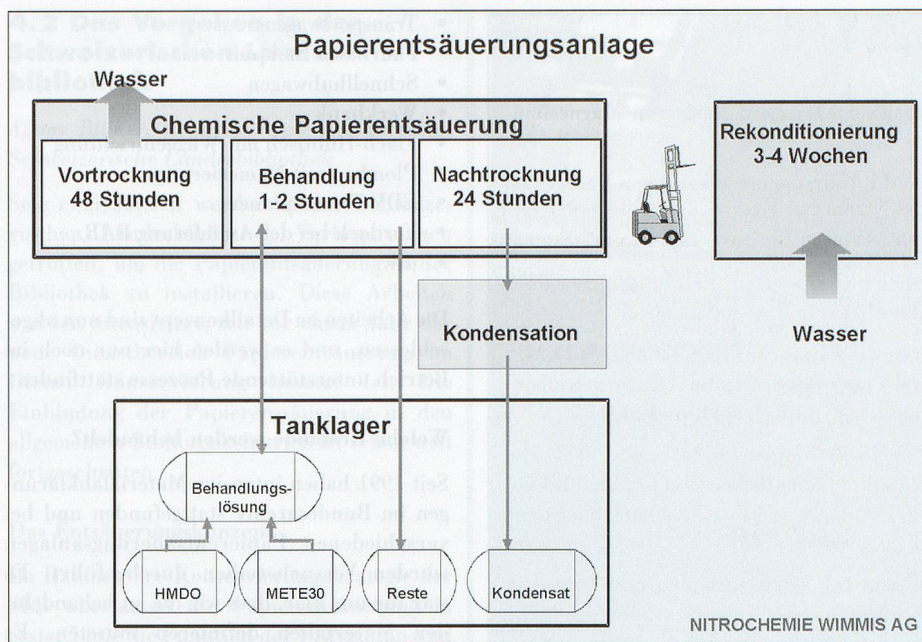 Papierentsäuerungsanlage
Wasser
Chemische Papierentsäuerung
Vortrocknung
48 Stunden
Behandlung
1-2 Stunden
Nachtrocknung
24 Stunden
Rekonditionierung
3-4 Wochen
Kondensation
Wasser
Tanklager
Behandlungs-
lösung
HMDO
METE30
Reste
Kondensat
NITROCHEMIE WIMMIS AG